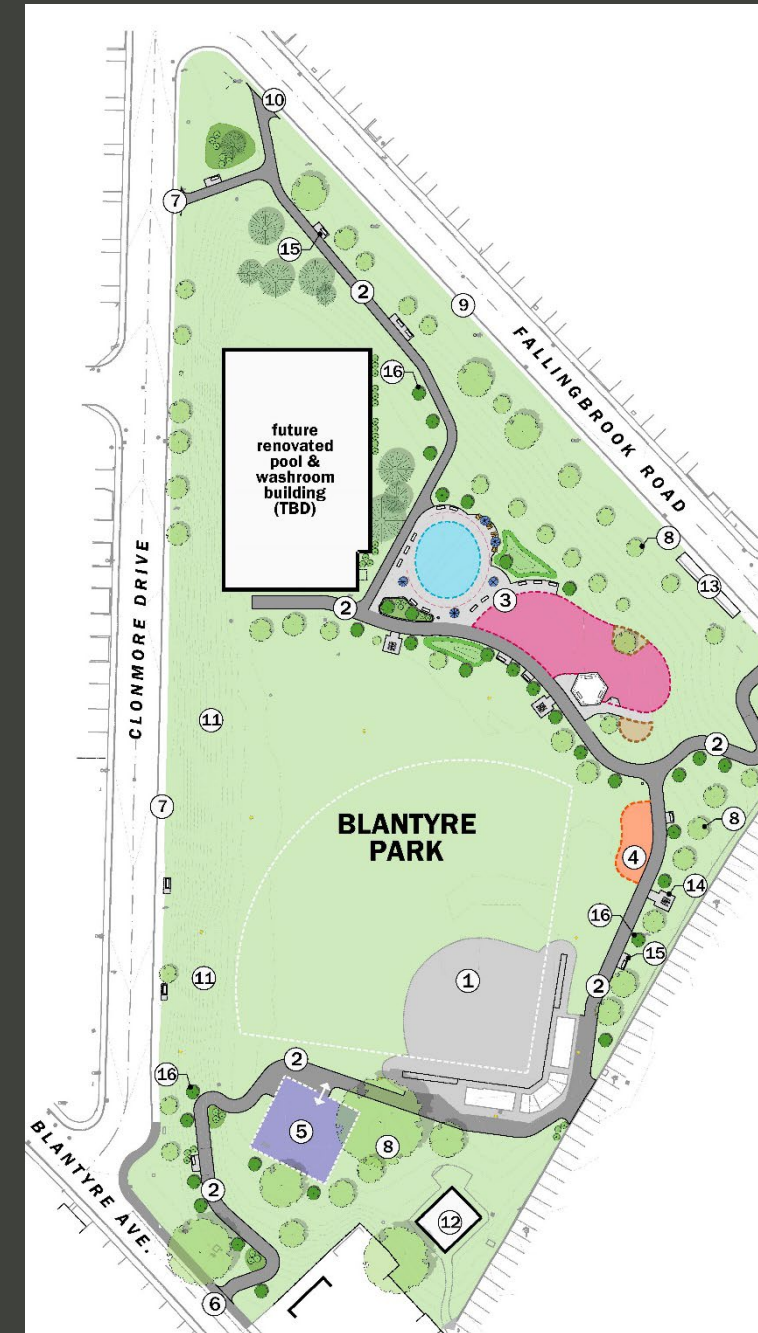 10
7
15
2
9
FALLINGBROOK ROAD
16
future
renovated
pool &
washroom
building
(TBD)
8
13
CLONMORE DRIVE
3
2
11
2
7
BLANTYRE
PARK
8
4
14
16
15
11
1
2
2
16
5
8
BLANTYRE AVE.
2
12
6